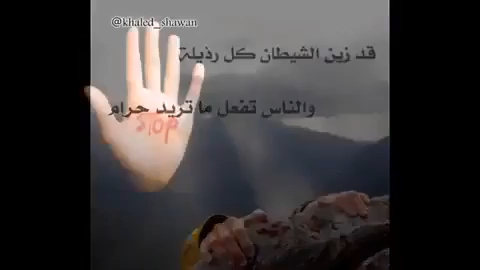 @khaled_shawan
قد زين الشيطان كل رذيلة
والناس تفعل ما تريد حرام
STOP